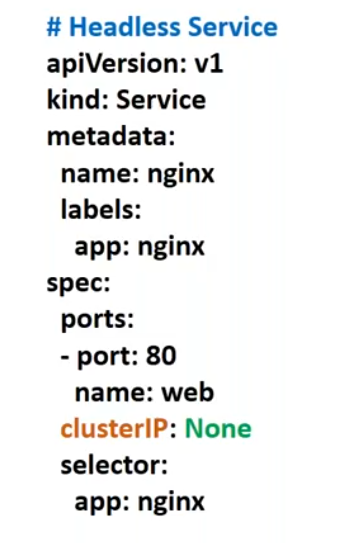 # Headless Service
apiVersion: v1
kind: Service
metadata:
  name: nginx
  labels:
    app: nginx
spec:
  ports:
  - port: 80
    name: web
  clusterIP: None
  selector:
    app: nginx